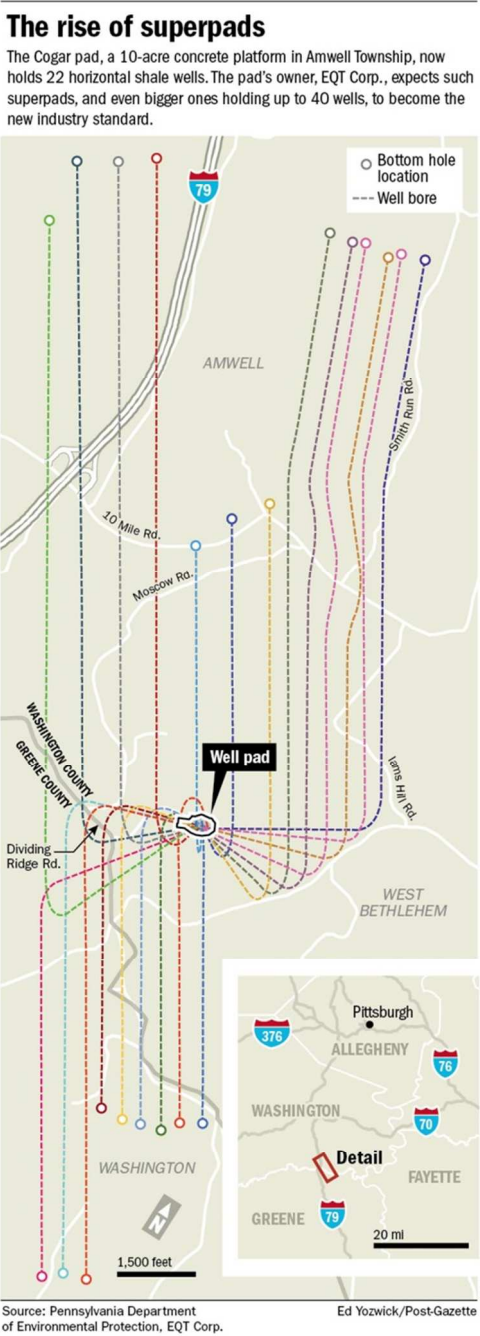 The rise of superpads
The Cogar pad, a 10-acre concrete platform in Amwell Township, now
holds 22 horizontal shale wells. The pad's owner, EQT Corp., expects such
superpads, and even bigger ones holding up to 40 wells, to become the
new industry standard.
Bottom hole
location
Well bore
79
AMWELL
Smith Run Rd.
10 Mile Rd.
Moscow Rd.
WASHINGTON COUNTY
GREENE COUNTY
Well pad
Iams Hill Rd.
Dividing
Ridge Rd.
WEST
BETHLEHEM
WASHINGTON
N
1,500 feet
Pittsburgh
376
ALLEGHENY
76
WASHINGTON
70
Detail
FAYETTE
GREENE
79
20 mi
Source: Pennsylvania Department
of Environmental Protection, EQT Corp.
Ed Yozwick/Post-Gazette